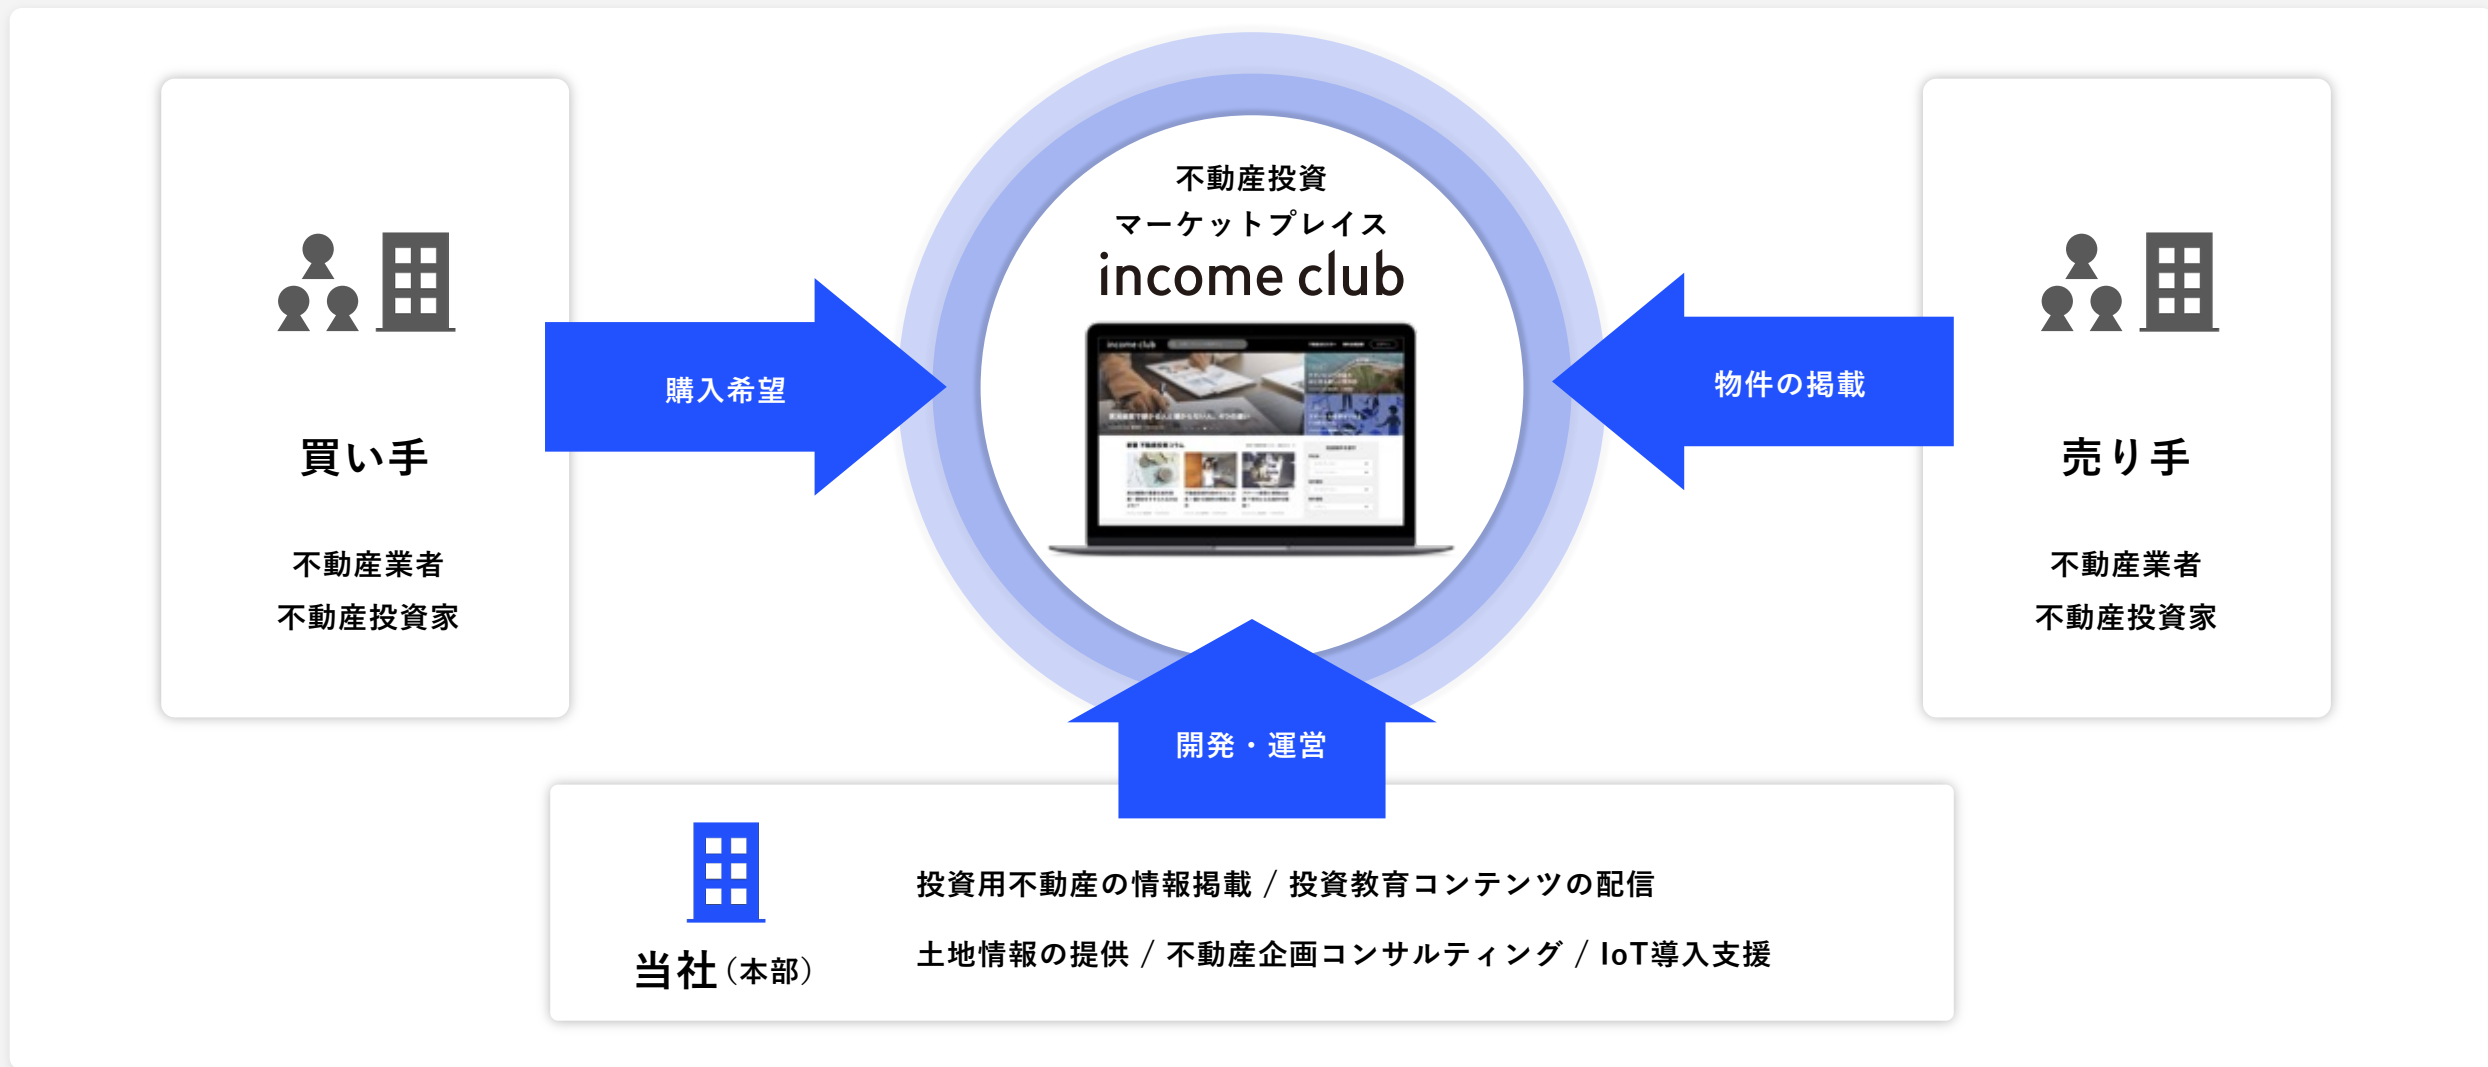 不動産投資
マーケットプレイス
income club
income club
買い手
不動産業者
不動産投資家
購入希望
物件の掲載
売り手
不動産業者
不動産投資家
開発・運営
当社（本部）
投資用不動産の情報掲載 / 投資教育コンテンツの配信
土地情報の提供 / 不動産企画コンサルティング / IoT導入支援